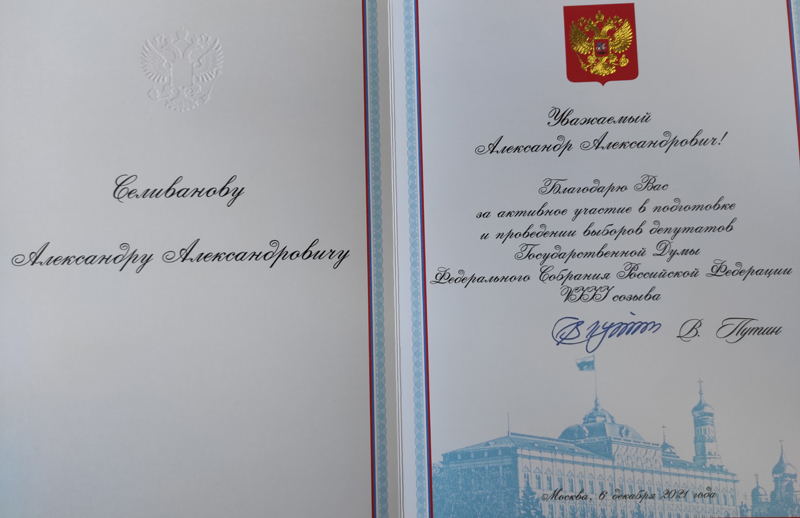 Селиванову
Александру Александровичу
Уважаемый
Александр Александрович!
Благодарю Вас
за активное участие в подготовке
и проведении выборов депутатов
Государственной Думы
Федерального Собрания Российской Федерации
VIII созыва
В. Путин
Москва, 6 декабря 2021 года